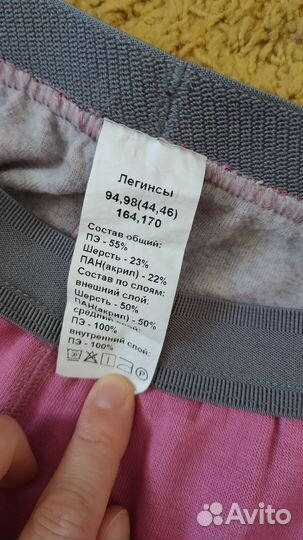 Легинсы
94,98(44,46)
164,170
Состав общий:
ПЭ - 55%
Шерсть - 23%
ПАН(акрил) - 22%
Состав по слоям:
внешний слой:
Шерсть - 50%
ПАН(акрил) - 50%
средний слой:
ПЭ - 100%
внутренний слой:
ПЭ - 100%
Avito